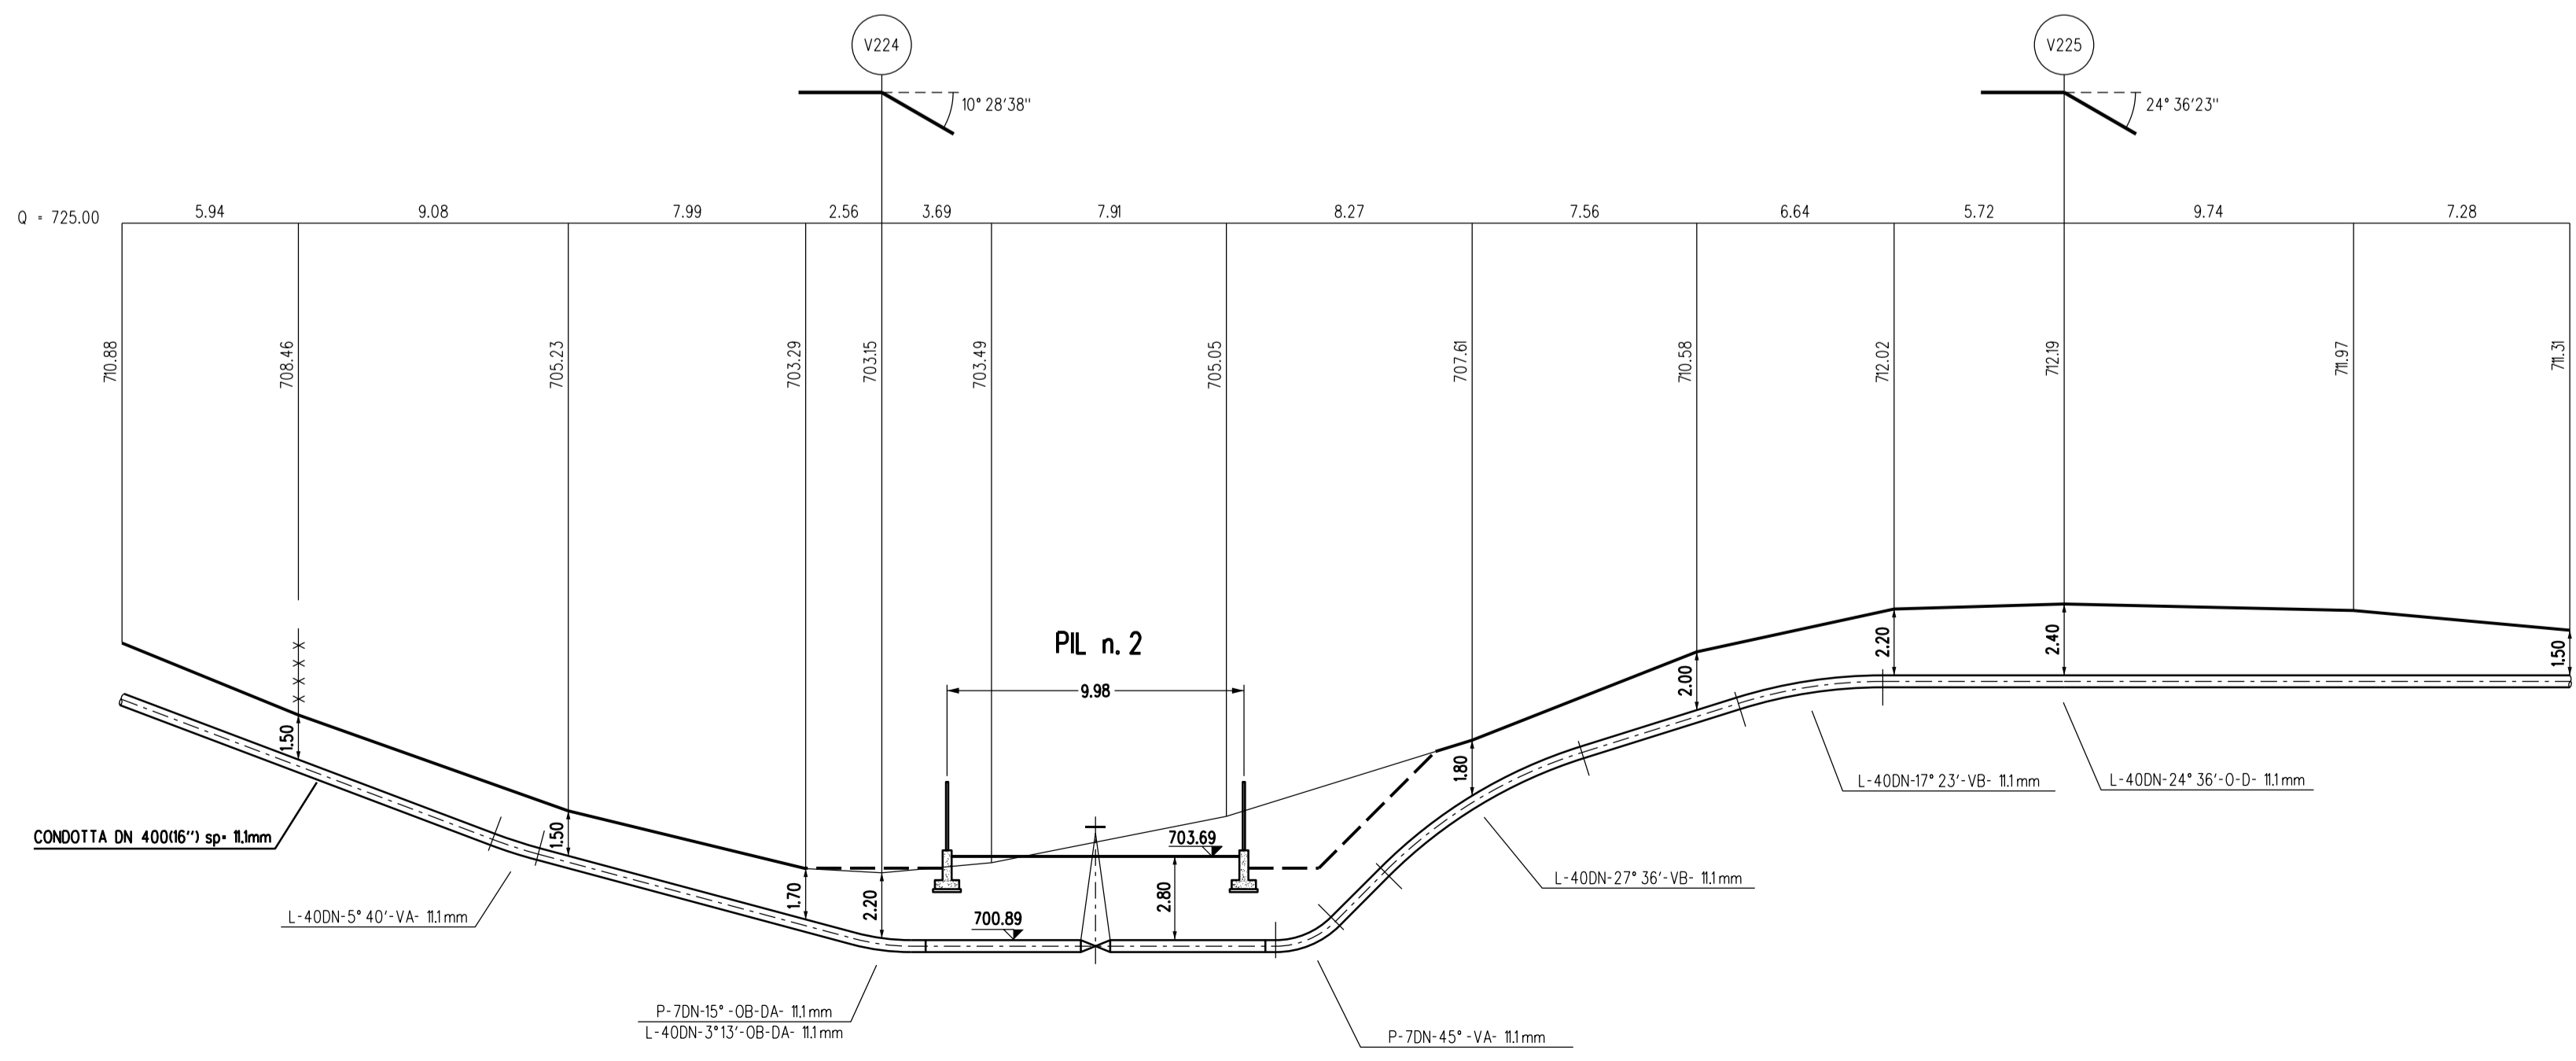 V224
V225
10° 28'38"
24° 36'23"
Q = 725.00
5.94 9.08 7.99 2.56 3.69 7.91 8.27 7.56 6.64 5.72 9.74 7.28
710.88 708.46 705.23 703.29 703.15 703.49 705.05 707.61 710.58 712.02 712.19 711.97 711.31
PIL n. 2
9.98
2.20
2.40
1.50
2.00
1.50
1.80
1.50
703.69
CONDOTTA DN 400(16") sp= 11.1mm
L-40DN-17° 23'-VB- 11.1mm
L-40DN-24° 36'-O-D- 11.1mm
1.70
2.20
2.80
L-40DN-27° 36'-VB- 11.1mm
700.89
L-40DN-5° 40'-VA- 11.1mm
P-7DN-15° -OB-DA- 11.1mm
L-40DN-3°13'-OB-DA- 11.1mm
P-7DN-45° -VA- 11.1mm